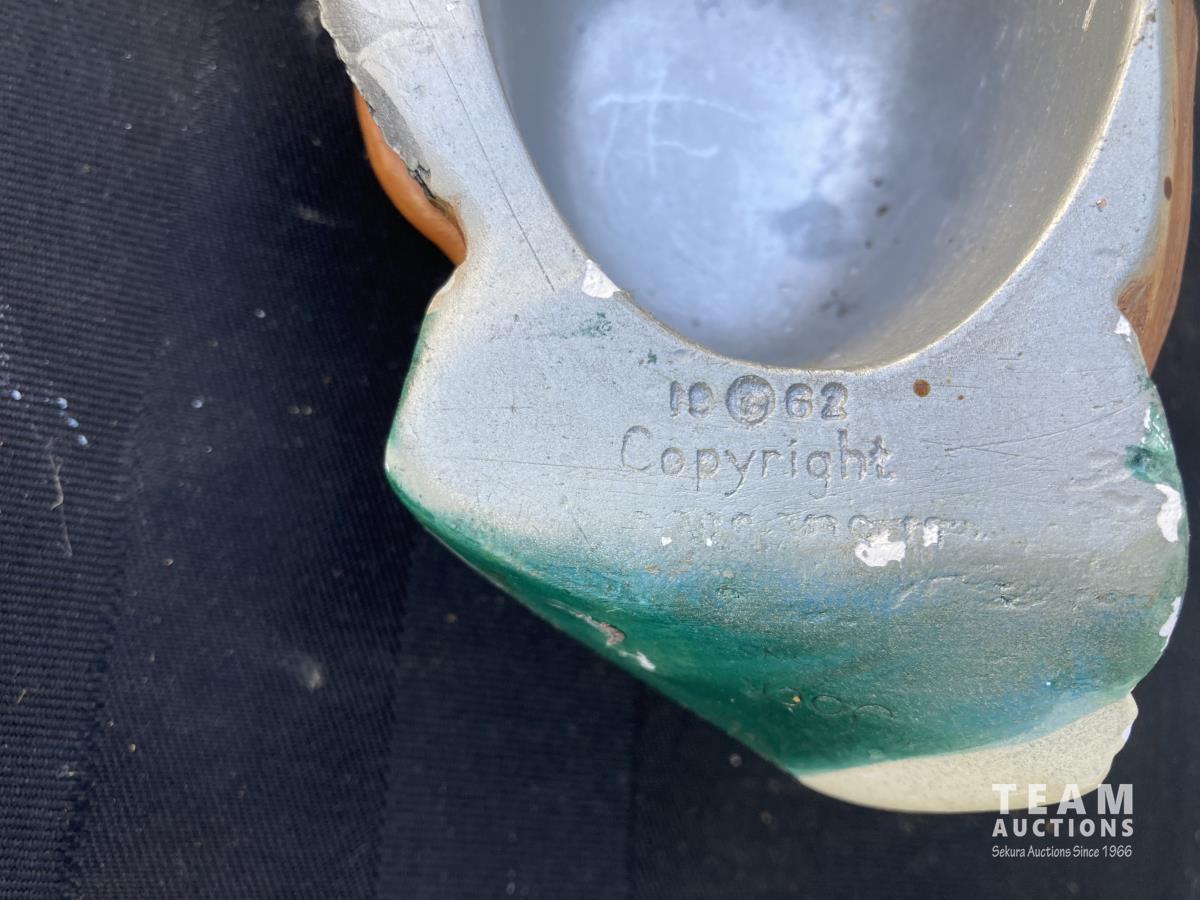 19©62
Copyright
TEAM
AUCTIONS
Sekura Auctions Since 1966